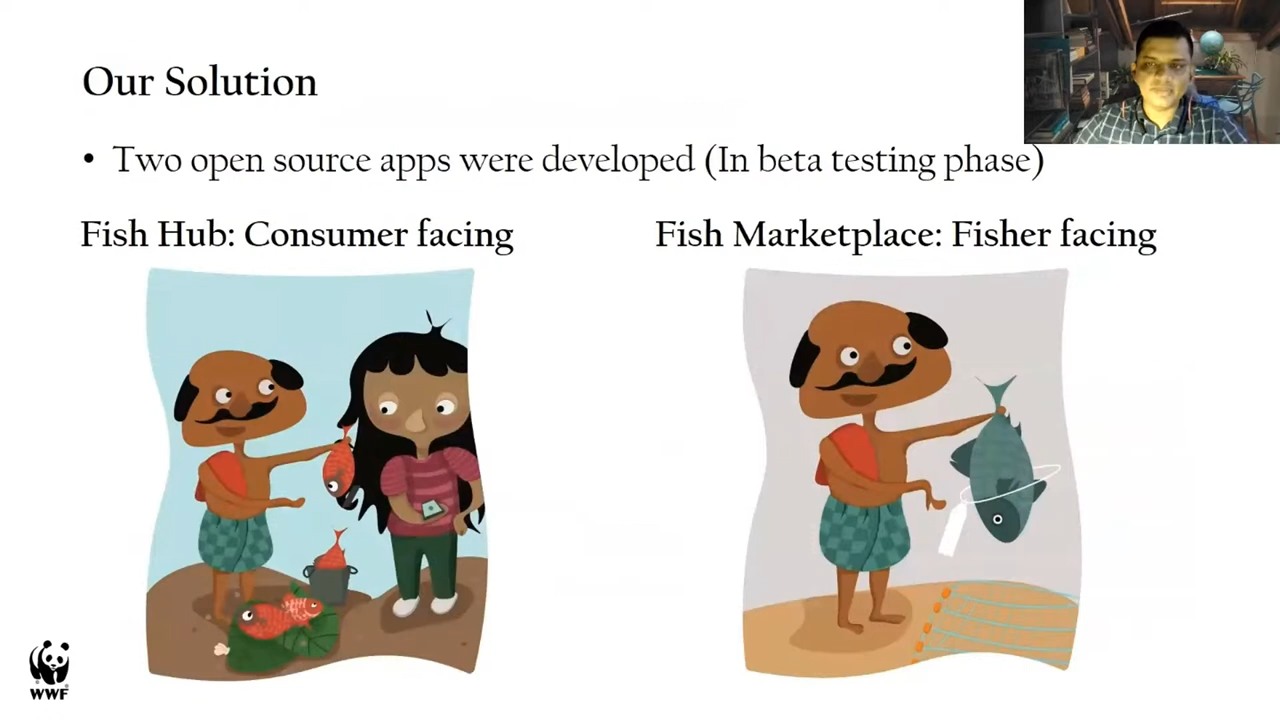 Our Solution
• Two open source apps were developed (In beta testing phase)
Fish Hub: Consumer facing
Fish Marketplace: Fisher facing
WWF